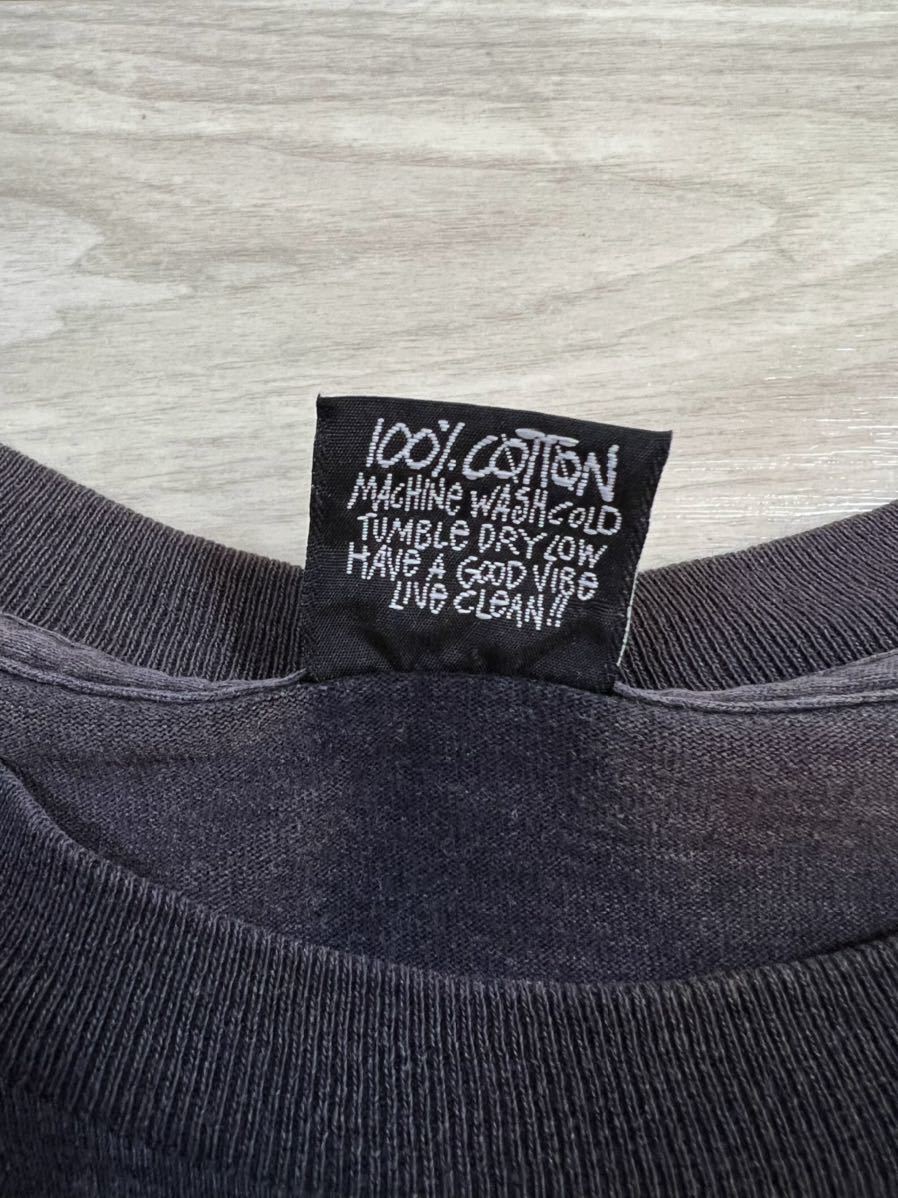 100% COTTON
MACHINE WASH COLD
TUMBLE DRY LOW
HAVE A GOOD VIBE
LIVE CLEAN!!